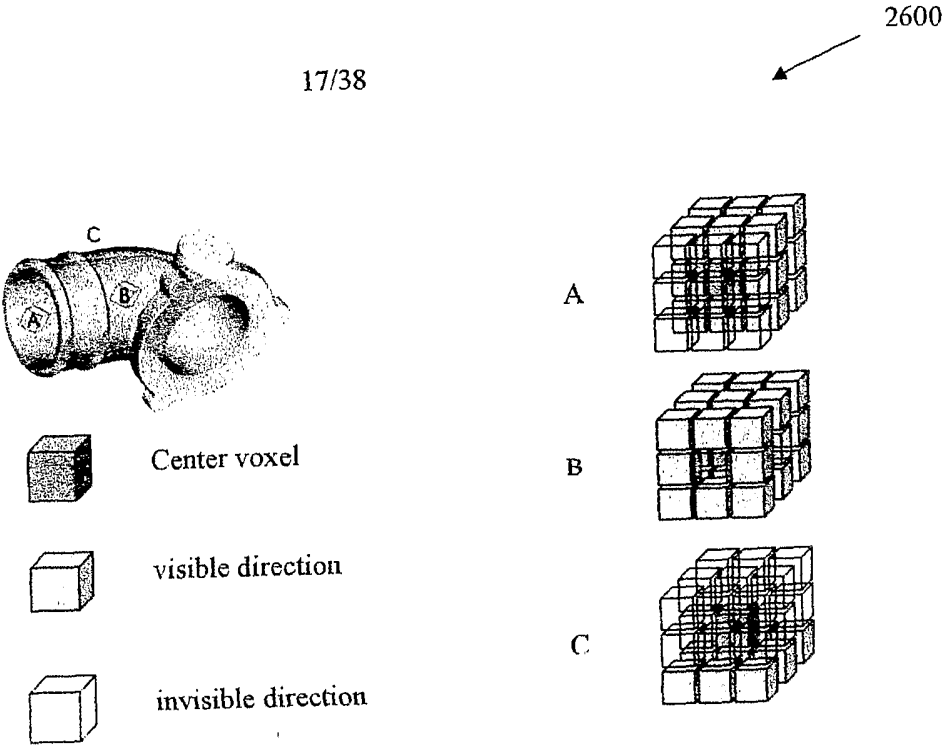 2600
17/38
C
B
A
A
Center voxel
B
visible direction
C
invisible direction